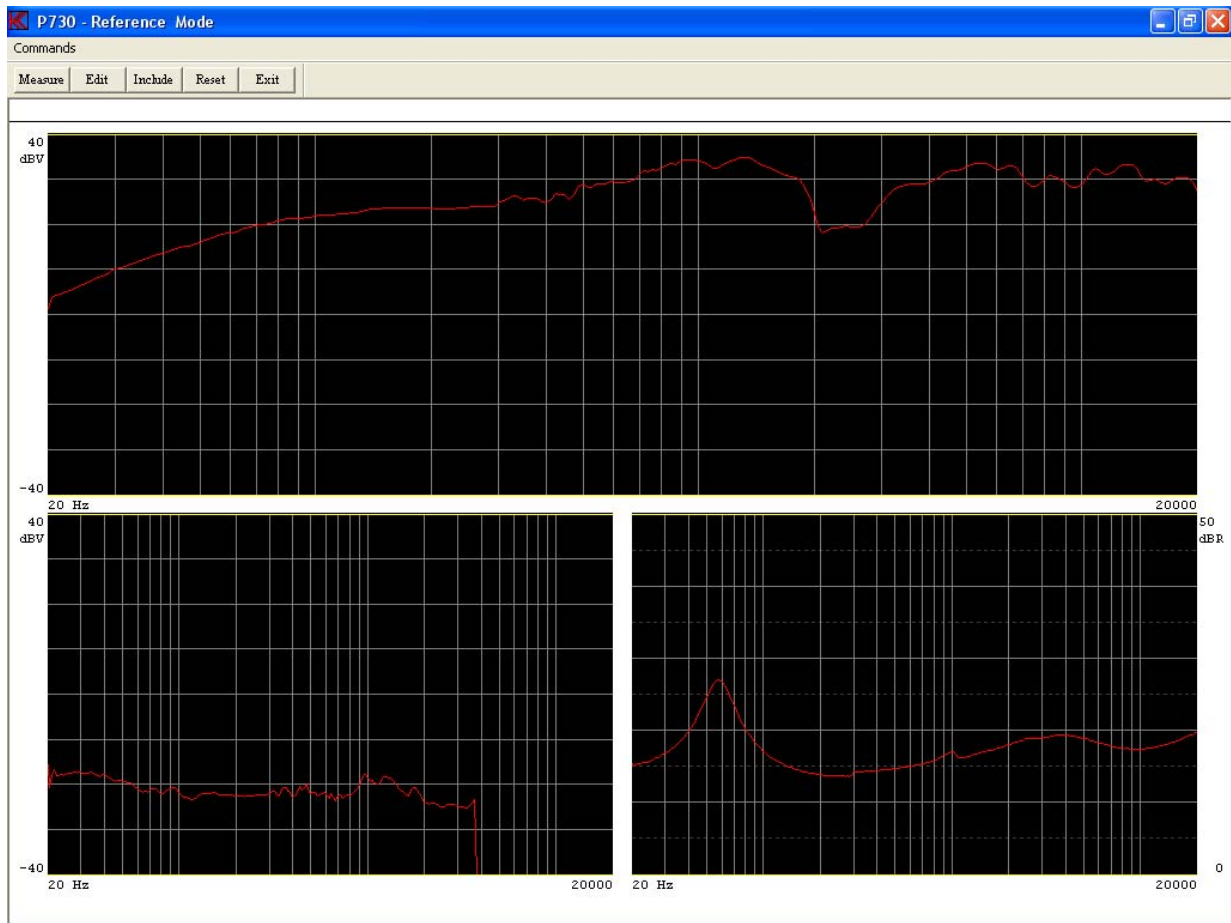 K P730 - Reference Mode
Commands
Measure Edit Include Reset Exit
40
dBV
-40
20 Hz 20000
40
dBV
-40
20 Hz 20000
50
dBR
0
20 Hz 20000